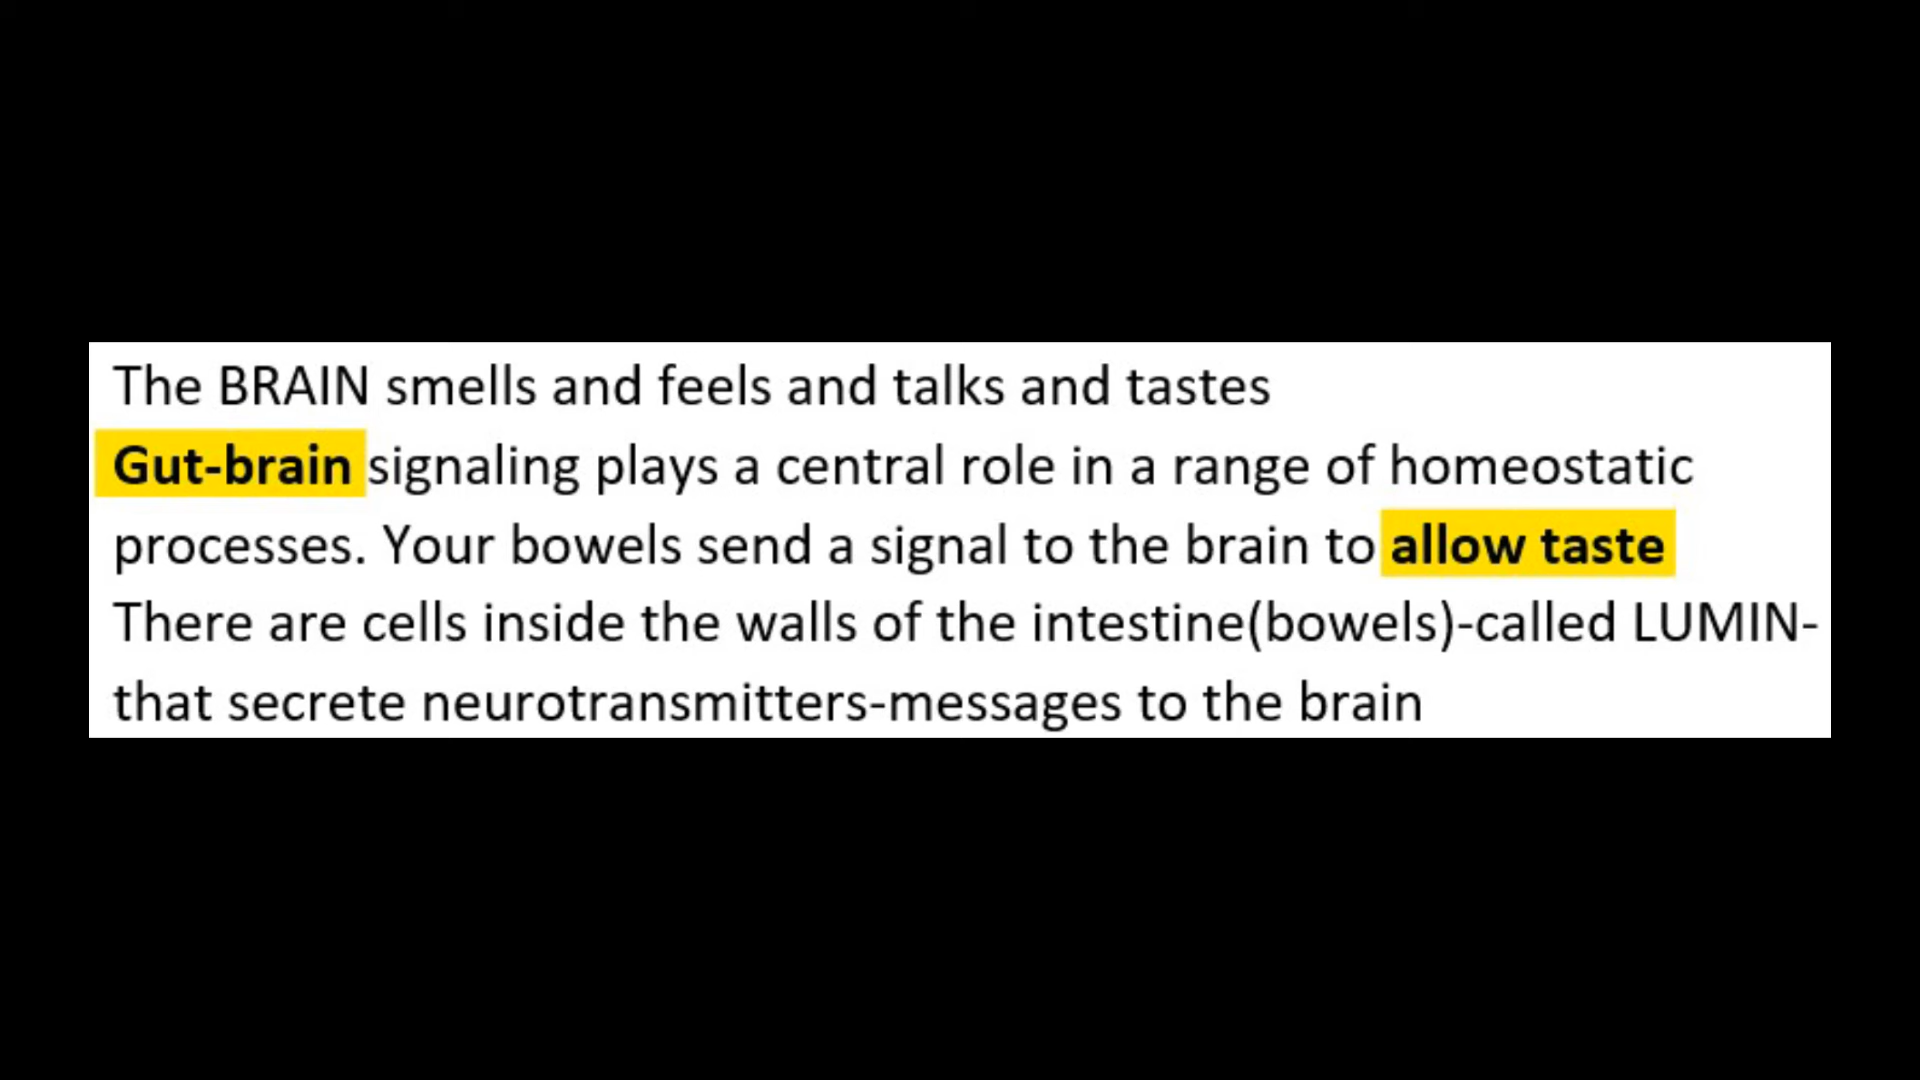 The BRAIN smells and feels and talks and tastes
Gut-brain signaling plays a central role in a range of homeostatic
processes. Your bowels send a signal to the brain to allow taste
There are cells inside the walls of the intestine(bowels)-called LUMIN-
that secrete neurotransmitters-messages to the brain